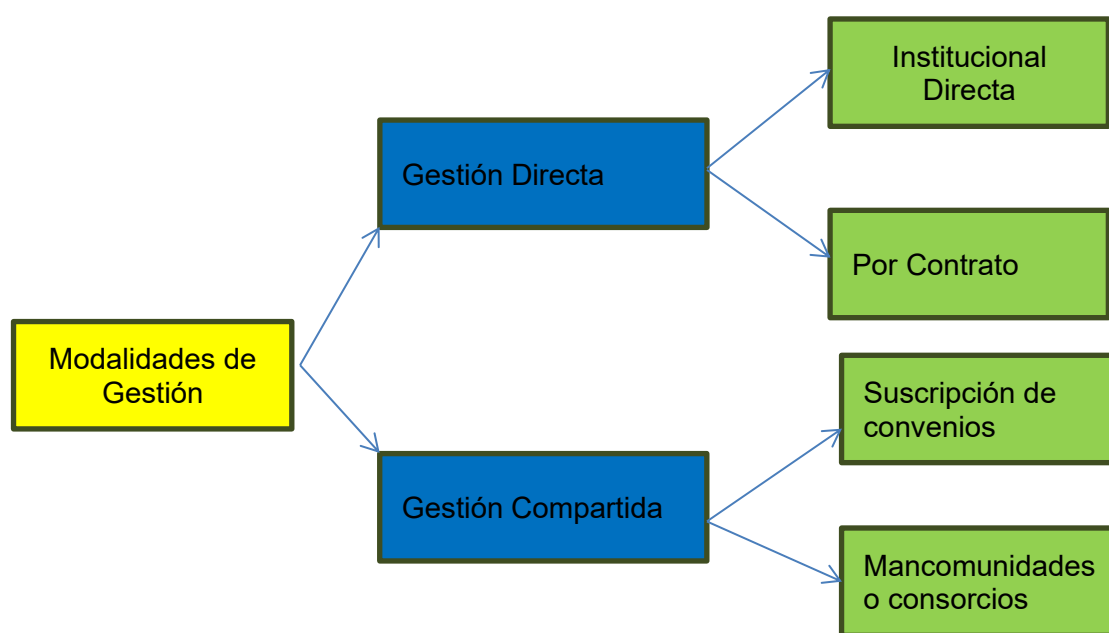 Modalidades de
Gestión
Gestión Directa
Institucional
Directa
Por Contrato
Gestión Compartida
Suscripción de
convenios
Mancomunidades
o consorcios